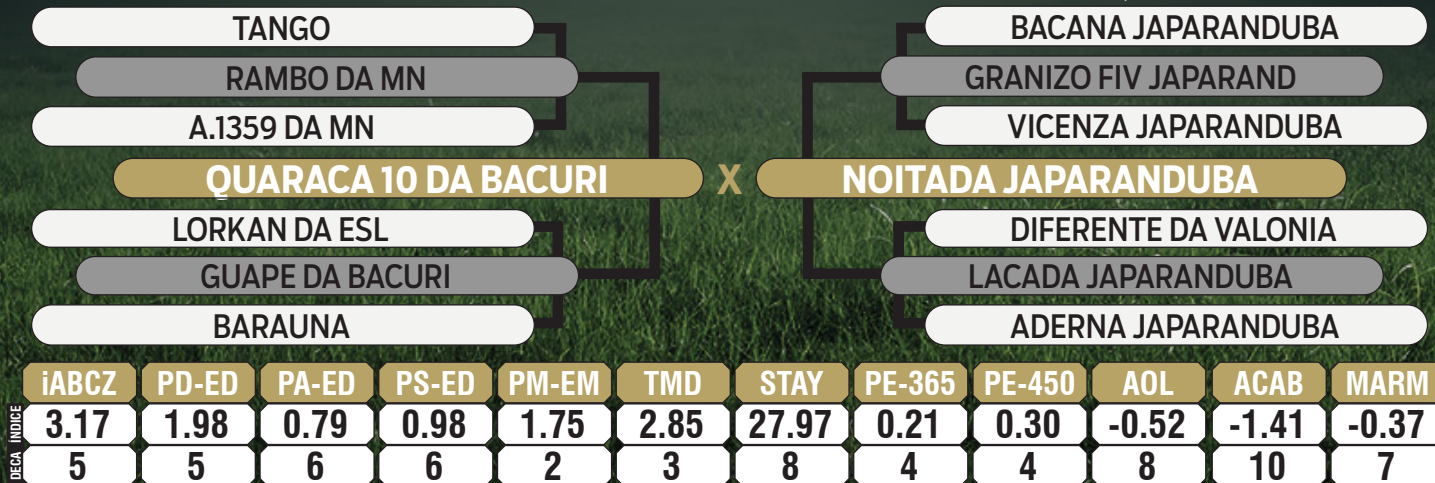 TANGO
RAMBO DA MN
A.1359 DA MN
QUARACA 10 DA BACURI
LORKAN DA ESL
GUAPE DA BACURI
BARAUNA
X
BACANA JAPARANDUBA
GRANIZO FIV JAPARAND
VICENZA JAPARANDUBA
NOITADA JAPARANDUBA
DIFERENTE DA VALONIA
LACADA JAPARANDUBA
ADERNA JAPARANDUBA
iABCZ PD-ED PA-ED PS-ED PM-EM TMD STAY PE-365 PE-450 AOL ACAB MARM
ÍNDICE 3.17 1.98 0.79 0.98 1.75 2.85 27.97 0.21 0.30 -0.52 -1.41 -0.37
DECA 5 5 6 6 2 3 8 4 4 8 10 7